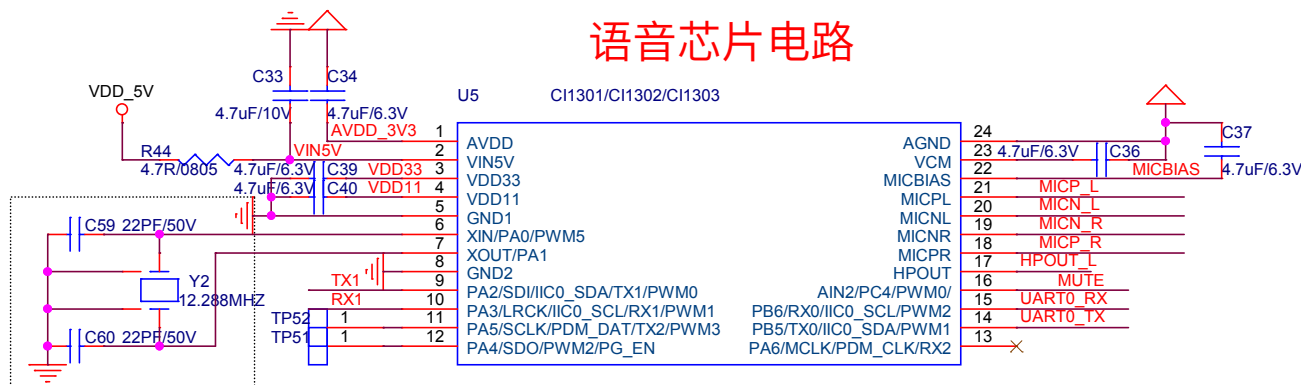 语音芯片电路
C33
C34
VDD_5V
4.7uF/10V
4.7uF/6.3V
U5
CI1301/CI1302/CI1303
AVDD_3V3
1
AVDD
AGND
24
C37
R44
4.7R/0805
VIN5V
2
VIN5V
VCM
23
4.7uF/6.3V
C36
4.7uF/6.3V
C39
VDD33
3
VDD33
MICBIAS
22
MICBIAS
4.7uF/6.3V
4.7uF/6.3V
C40
VDD11
4
VDD11
MICPL
21
MICP_L
5
GND1
MICNL
20
MICN_L
C59
22PF/50V
6
XIN/PA0/PWM5
MICNR
19
MICN_R
7
XOUT/PA1
MICPR
18
MICP_R
8
GND2
HPOUT
17
HPOUT_L
Y2
12.288MHZ
TX1
9
PA2/SDI/IIC0_SDA/TX1/PWM0
AIN2/PC4/PWM0/
16
MUTE
RX1
10
PA3/LRCK/IIC0_SCL/RX1/PWM1
PB6/RX0/IIC0_SCL/PWM2
15
UART0_RX
TP52
1
11
PA5/SCLK/PDM_DAT/TX2/PWM3
PB5/TX0/IIC0_SDA/PWM1
14
UART0_TX
C60
22PF/50V
TP51
1
12
PA4/SDO/PWM2/PG_EN
PA6/MCLK/PDM_CLK/RX2
13